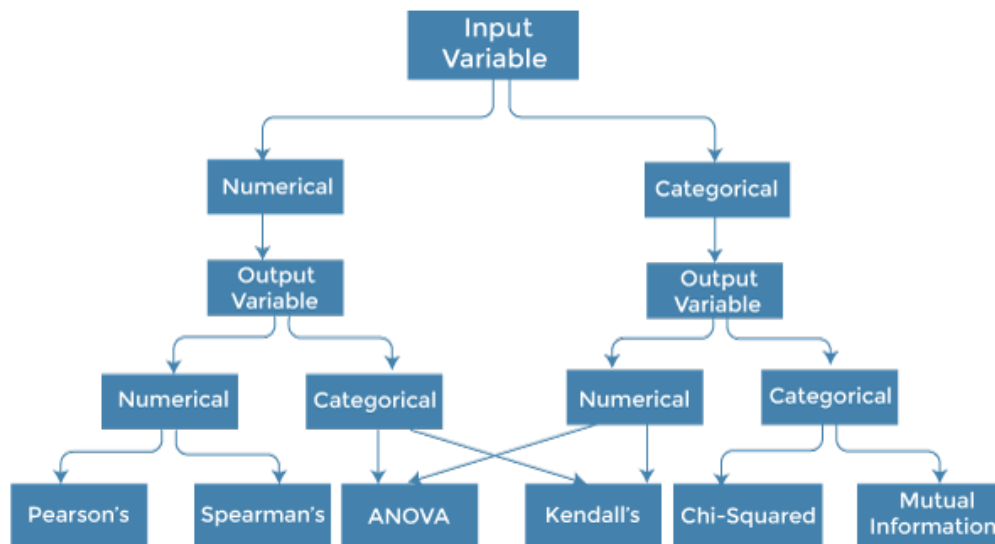 Input
Variable
Numerical
Categorical
Output
Variable
Output
Variable
Numerical
Categorical
Numerical
Categorical
Pearson's
Spearman's
ANOVA
Kendall's
Chi-Squared
Mutual
Information